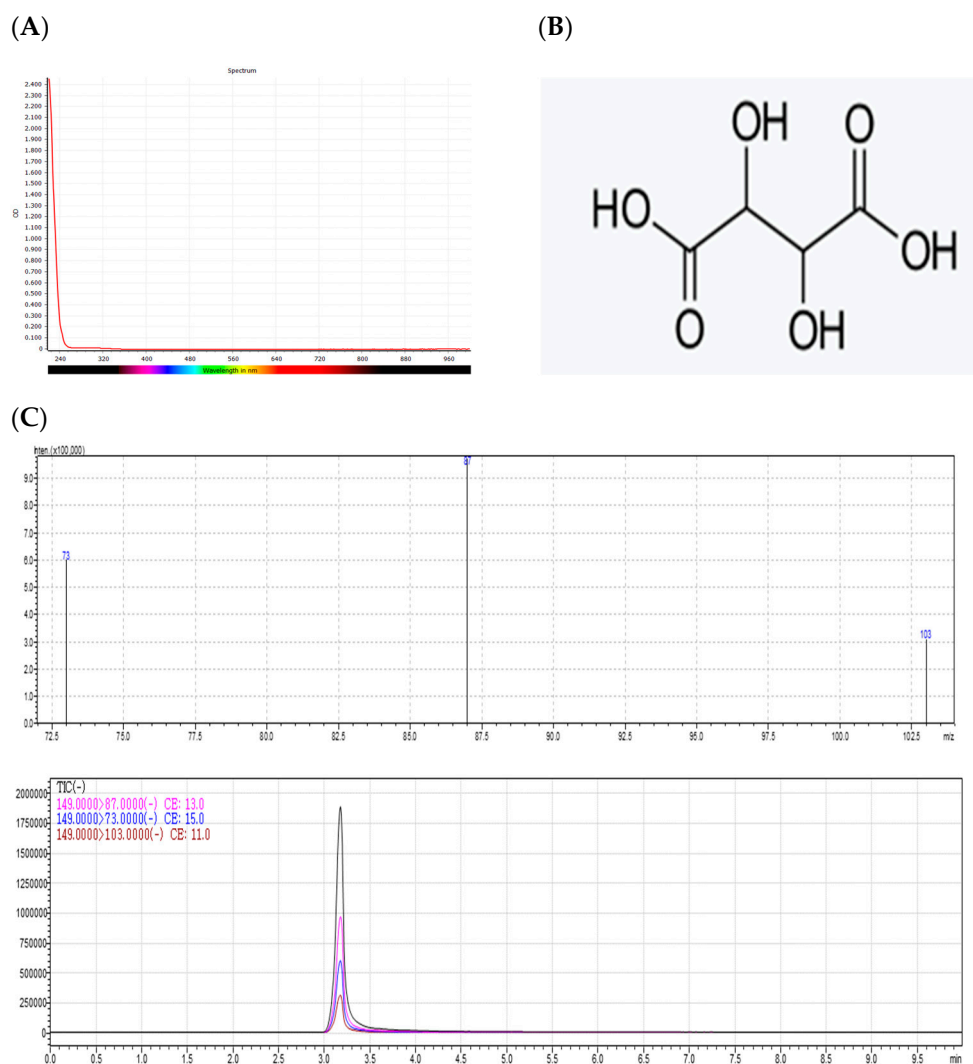 (A)
(B)
Spectrum
2.400
2.300
2.200
2.100
2.000
1.900
1.800
1.700
1.600
1.500
1.400
1.300
1.200
1.100
1.000
0.900
0.800
0.700
0.600
0.500
0.400
0.300
0.200
0.100
0
OD
240 320 400 480 560 640 720 800 880 960
Wavelength in nm
OH O
HO
OH
O OH
(C)
Inten.(x100,000)
9.0
8.0
7.0
6.0
5.0
4.0
3.0
2.0
1.0
0.0
73
87
103
72.5 75.0 77.5 80.0 82.5 85.0 87.5 90.0 92.5 95.0 97.5 100.0 102.5 m/z
TIC(-)
149.0000>87.0000(-) CE: 13.0
149.0000>73.0000(-) CE: 15.0
149.0000>103.0000(-) CE: 11.0
2000000
1750000
1500000
1250000
1000000
750000
500000
250000
0
0.0 0.5 1.0 1.5 2.0 2.5 3.0 3.5 4.0 4.5 5.0 5.5 6.0 6.5 7.0 7.5 8.0 8.5 9.0 9.5 min